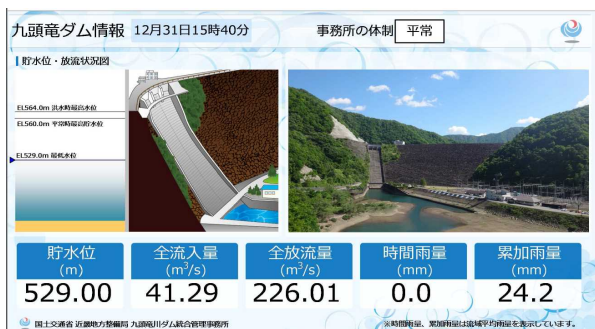 九頭竜ダム情報 12月31日15時40分 事務所の体制 平常
貯水位・放流状況図
EL564.0m 洪水時最高水位
EL560.0m 平常時最高貯水位
EL529.0m 最低水位
貯水位 全流入量 全放流量 時間雨量 累加雨量
(m) (m³/s) (m³/s) (mm) (mm)
529.00 41.29 226.01 0.0 24.2
国土交通省 近畿地方整備局 九頭竜川ダム統合管理事務所 ※時間雨量、累加雨量は流域平均雨量を表示しています。